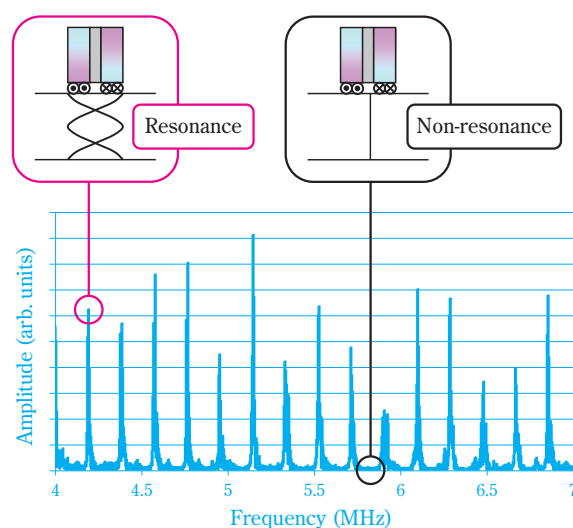 Resonance
Non-resonance
Amplitude (arb. units)
4 4.5 5 5.5 6 6.5 7
Frequency (MHz)